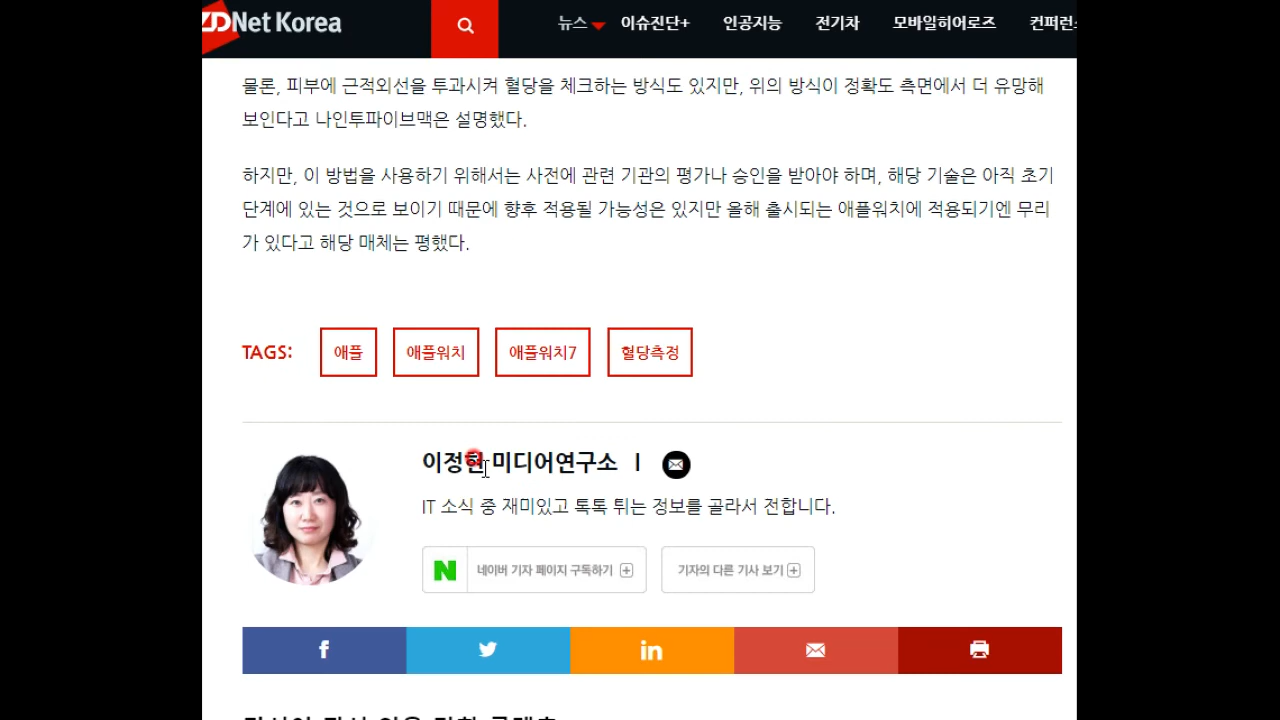 ZDNet Korea
뉴스 이슈진단+ 인공지능 전기차 모바일히어로즈
물론, 피부에 근적외선을 투과시켜 혈당을 체크하는 방식도 있지만, 위의 방식이 정확도 측면에서 더 유망해
보인다고 나인투파이브맥은 설명했다.
하지만, 이 방법을 사용하기 위해서는 사전에 관련 기관의 평가나 승인을 받아야 하며, 해당 기술은 아직 초기
단계에 있는 것으로 보이기 때문에 향후 적용될 가능성은 있지만 올해 출시되는 애플워치에 적용되기엔 무리
가 있다고 해당 매체는 평했다.
TAGS: 애플 애플워치 애플워치7 혈당측정
이정현 미디어연구소 |
IT 소식 중 재미있고 톡톡 튀는 정보를 골라서 전합니다.
N 네이버 기자 페이지 구독하기 + 기자의 다른 기사 보기 +
f in